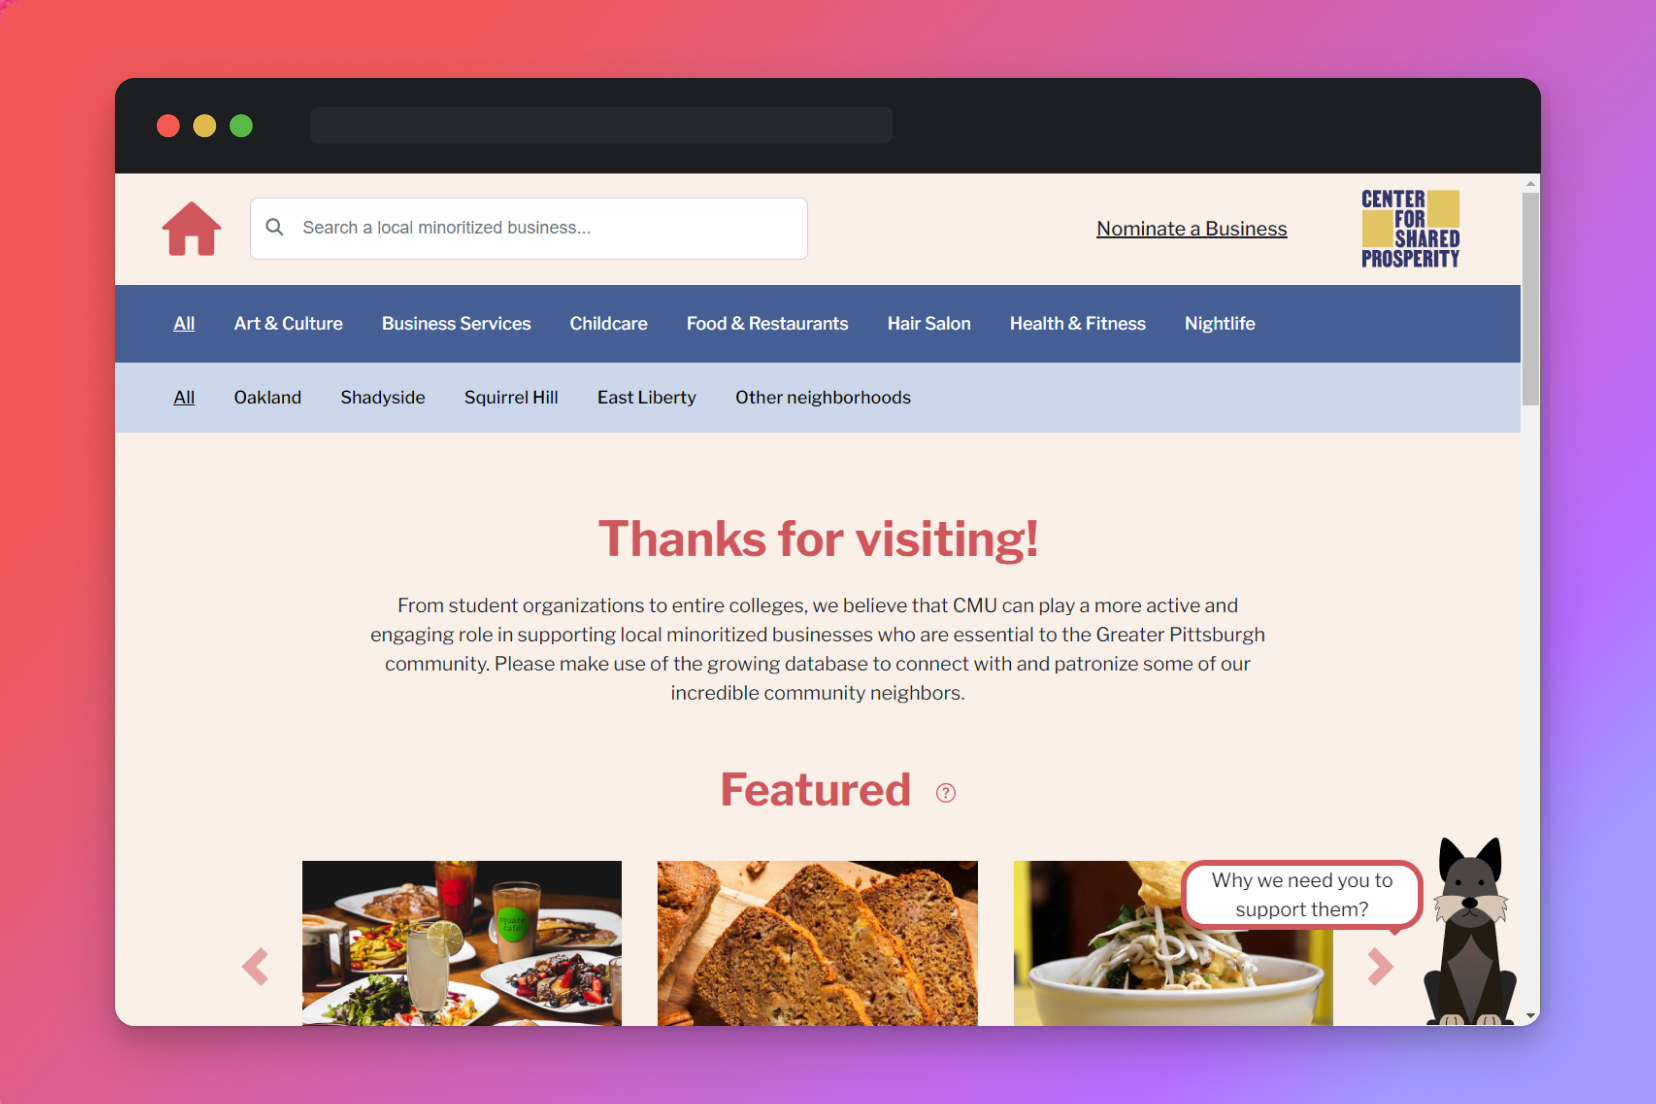 Search a local minoritized business...
Nominate a Business
CENTER
FOR
SHARED
PROSPERITY
All Art & Culture Business Services Childcare Food & Restaurants Hair Salon Health & Fitness Nightlife
All Oakland Shadyside Squirrel Hill East Liberty Other neighborhoods
Thanks for visiting!
From student organizations to entire colleges, we believe that CMU can play a more active and
engaging role in supporting local minoritized businesses who are essential to the Greater Pittsburgh
community. Please make use of the growing database to connect with and patronize some of our
incredible community neighbors.
Featured ?
square
café
Why we need you to
support them?